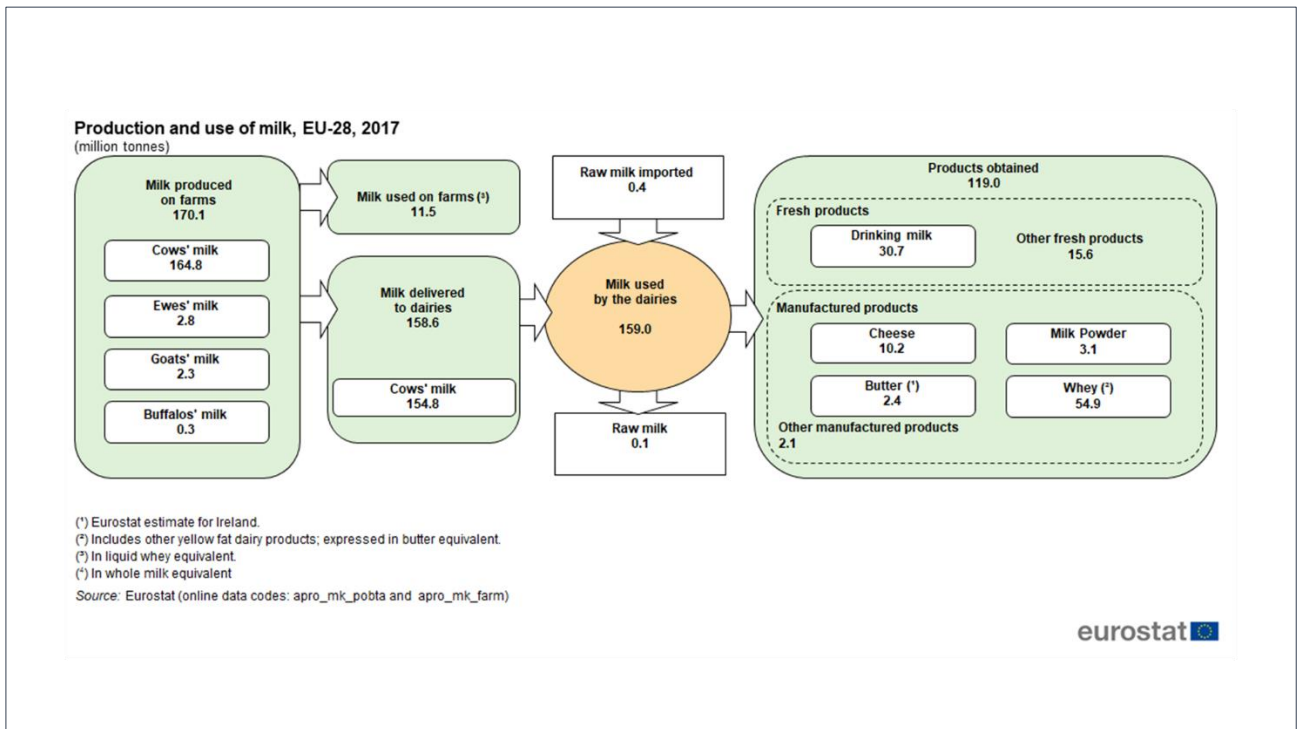 Production and use of milk, EU-28, 2017
(million tonnes)
Milk produced
on farms
170.1
Cows' milk
164.8
Ewes' milk
2.8
Goats' milk
2.3
Buffalos' milk
0.3
Milk used on farms (³)
11.5
Milk delivered
to dairies
158.6
Cows' milk
154.8
Raw milk imported
0.4
Milk used
by the dairies
159.0
Raw milk
0.1
Products obtained
119.0
Fresh products
Drinking milk
30.7
Other fresh products
15.6
Manufactured products
Cheese
10.2
Milk Powder
3.1
Butter (¹)
2.4
Whey (²)
54.9
Other manufactured products
2.1
(¹) Eurostat estimate for Ireland.
(²) Includes other yellow fat dairy products; expressed in butter equivalent.
(³) In liquid whey equivalent.
(⁴) In whole milk equivalent
Source: Eurostat (online data codes: apro_mk_pobta and apro_mk_farm)
eurostat